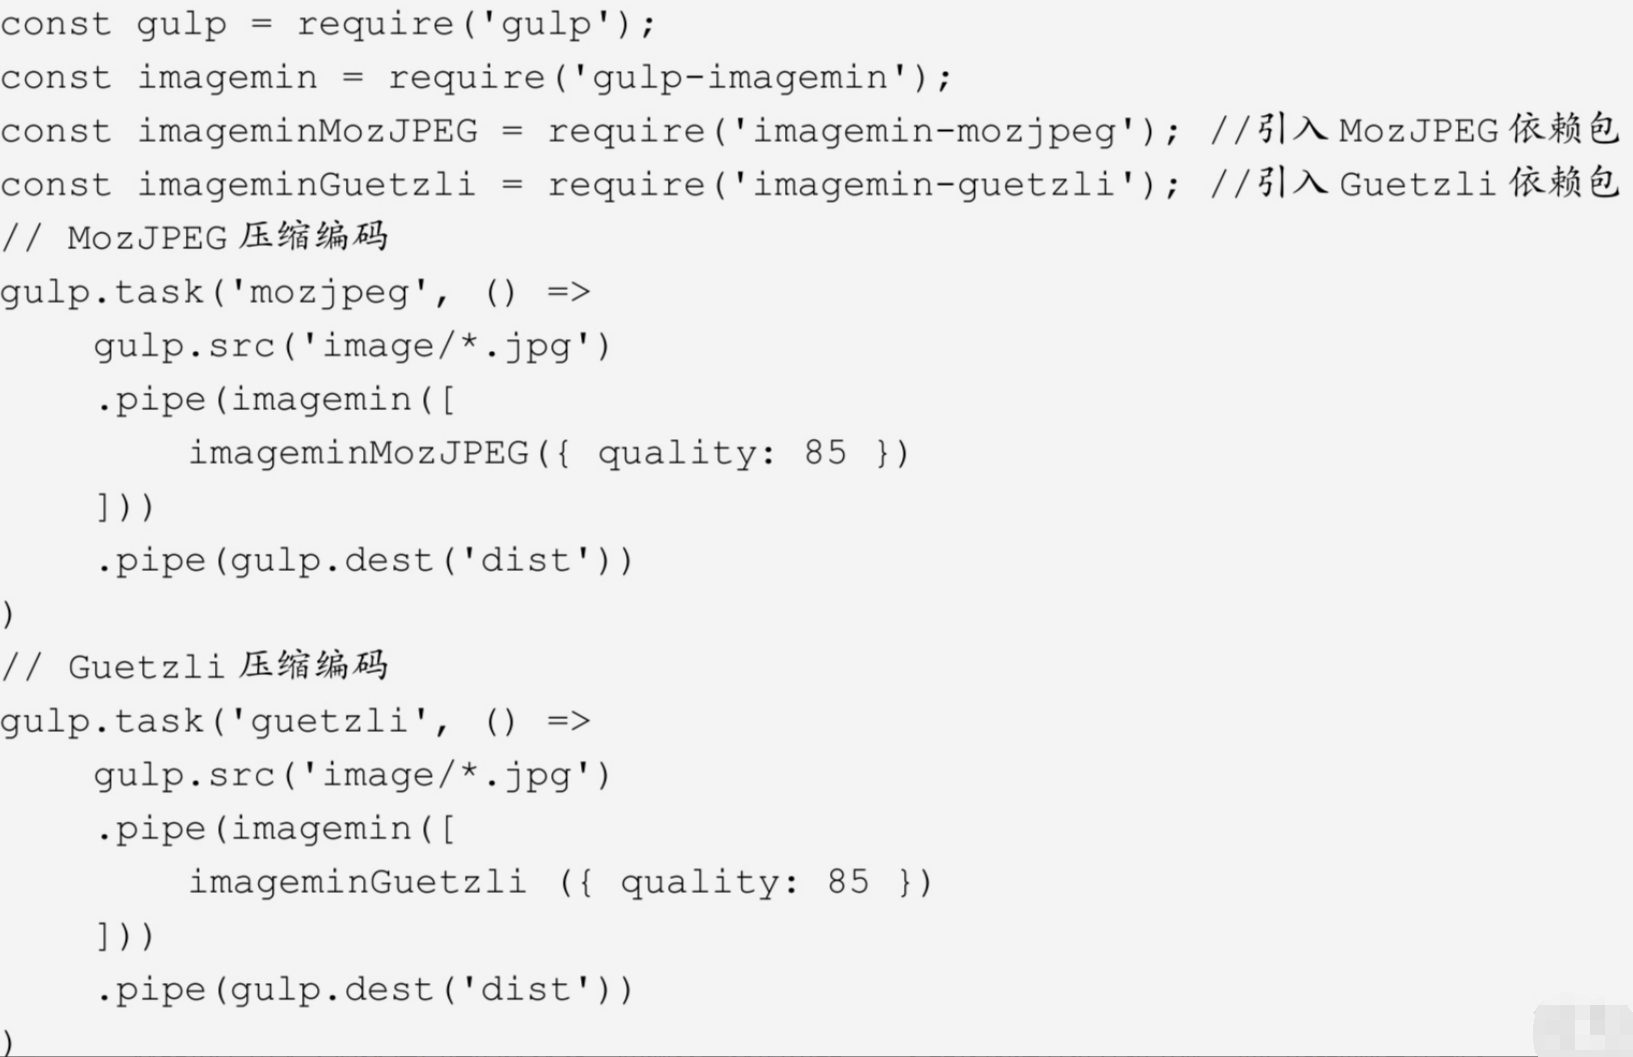 const gulp = require('gulp');
const imagemin = require('gulp-imagemin');
const imageminMozJPEG = require('imagemin-mozjpeg'); //引入 MozJPEG 依赖包
const imageminGuetzli = require('imagemin-guetzli'); //引入 Guetzli 依赖包
// MozJPEG 压缩编码
gulp.task('mozjpeg', () =>
    gulp.src('image/*.jpg')
    .pipe(imagemin([
        imageminMozJPEG({ quality: 85 })
    ]))
    .pipe(gulp.dest('dist'))
)
// Guetzli 压缩编码
gulp.task('guetzli', () =>
    gulp.src('image/*.jpg')
    .pipe(imagemin([
        imageminGuetzli ({ quality: 85 })
    ]))
    .pipe(gulp.dest('dist'))
)